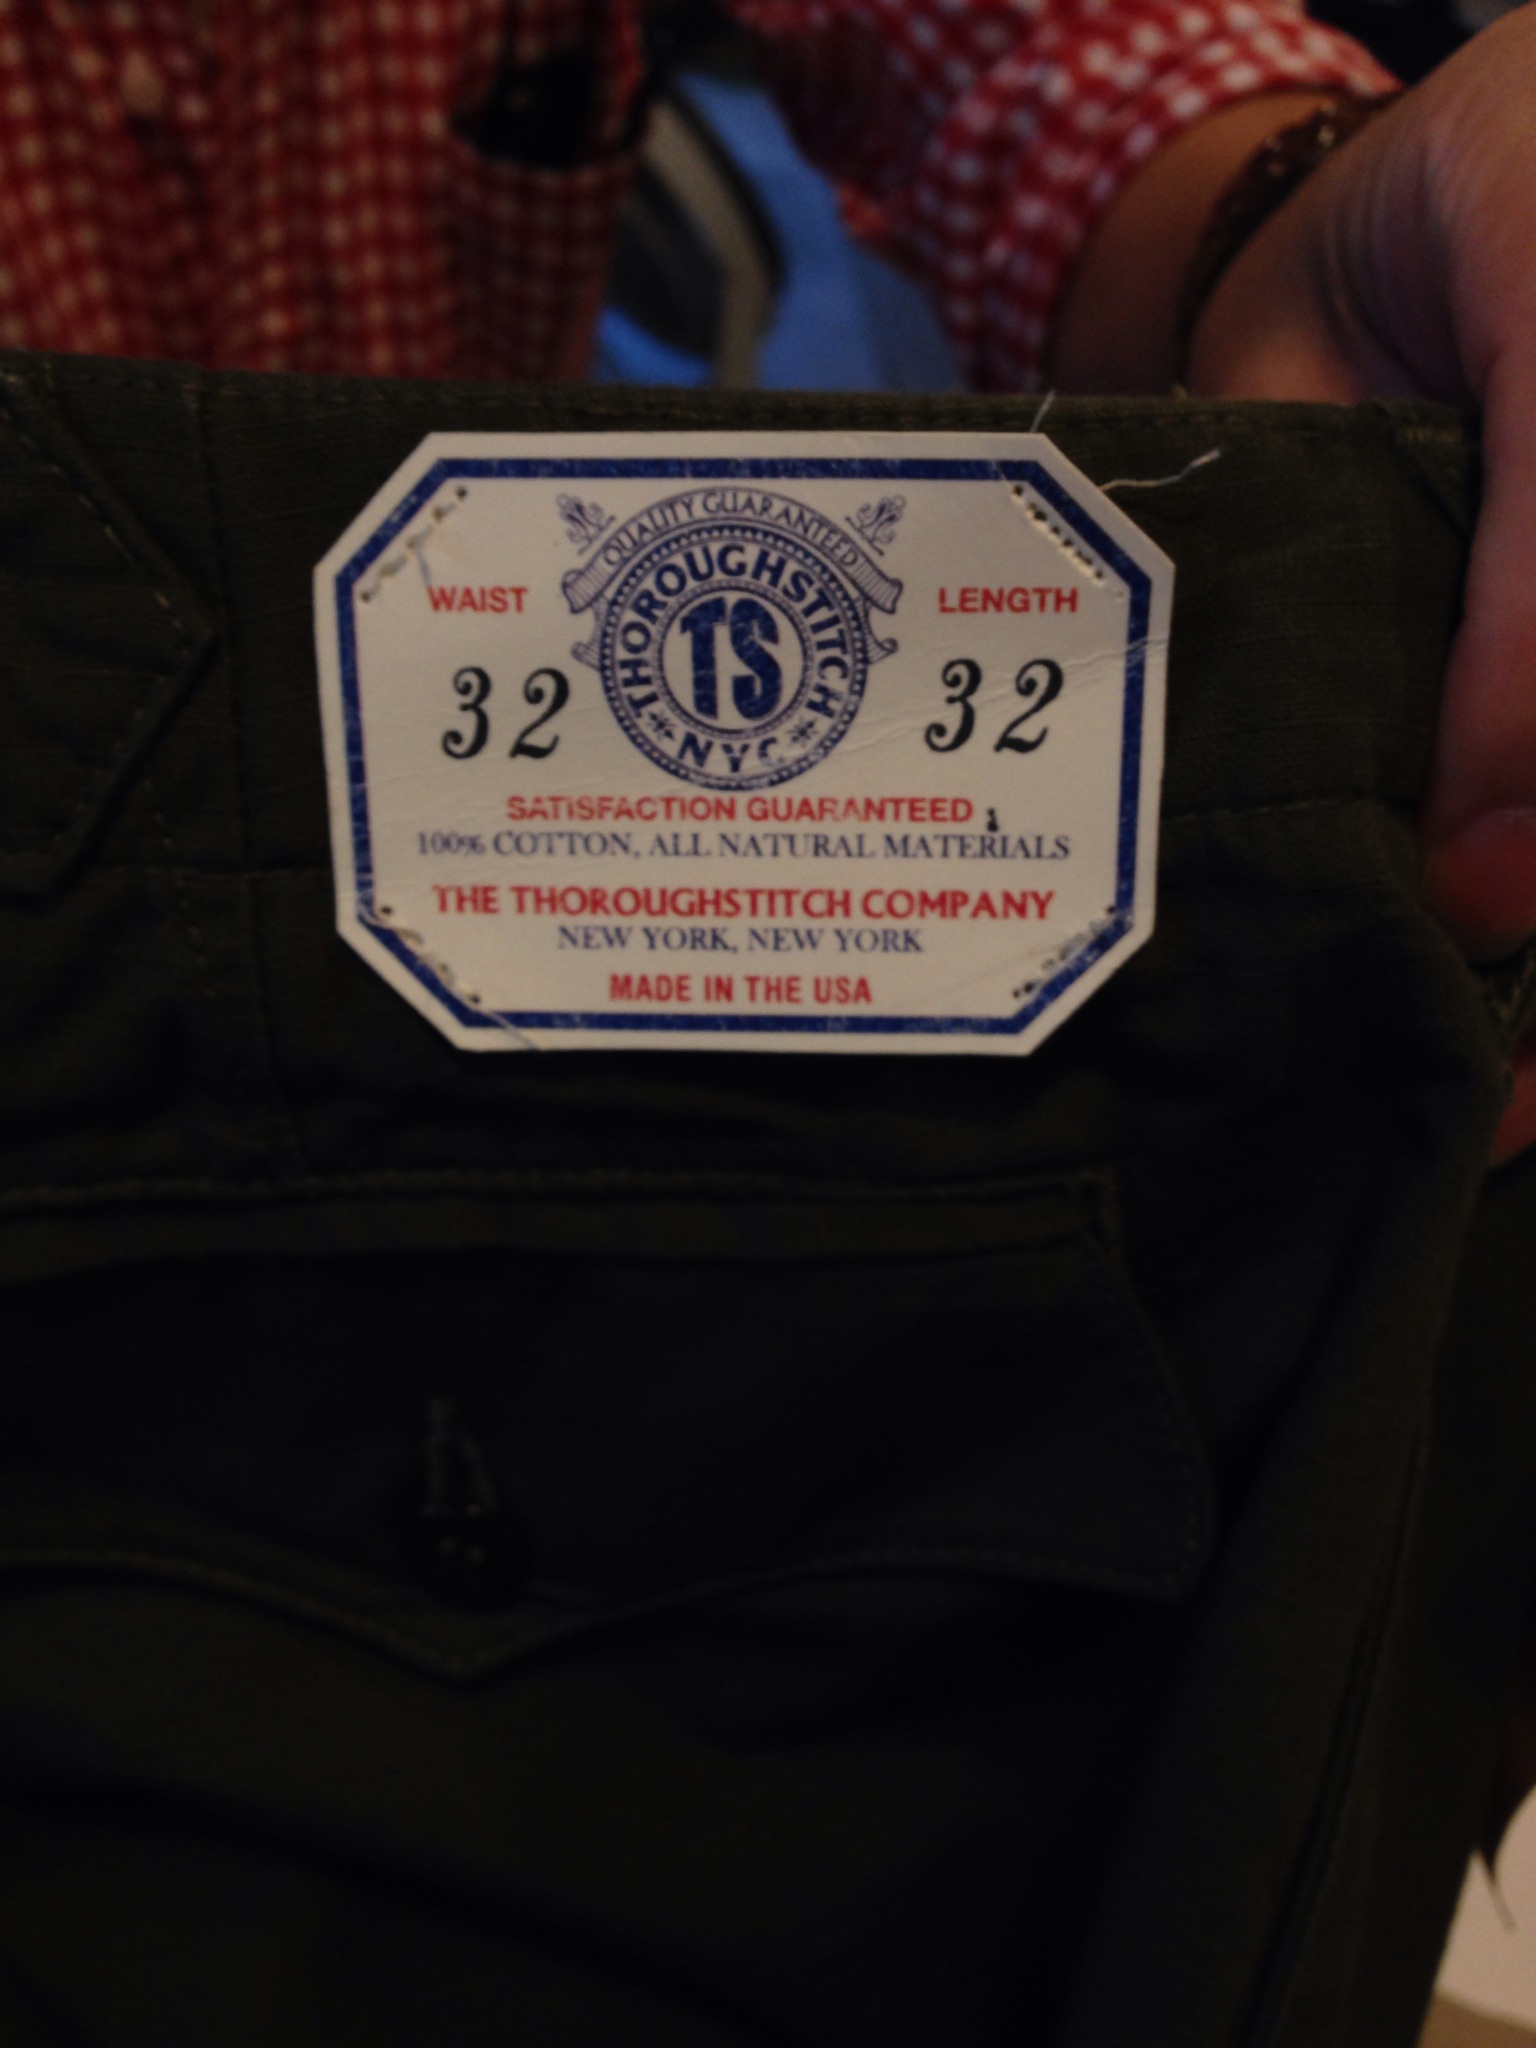 QUALITY GUARANTEED
THOROUGHSTITCH
TS
NYC
WAIST
LENGTH
32
32
SATISFACTION GUARANTEED
100% COTTON, ALL NATURAL MATERIALS
THE THOROUGHSTITCH COMPANY
NEW YORK, NEW YORK
MADE IN THE USA